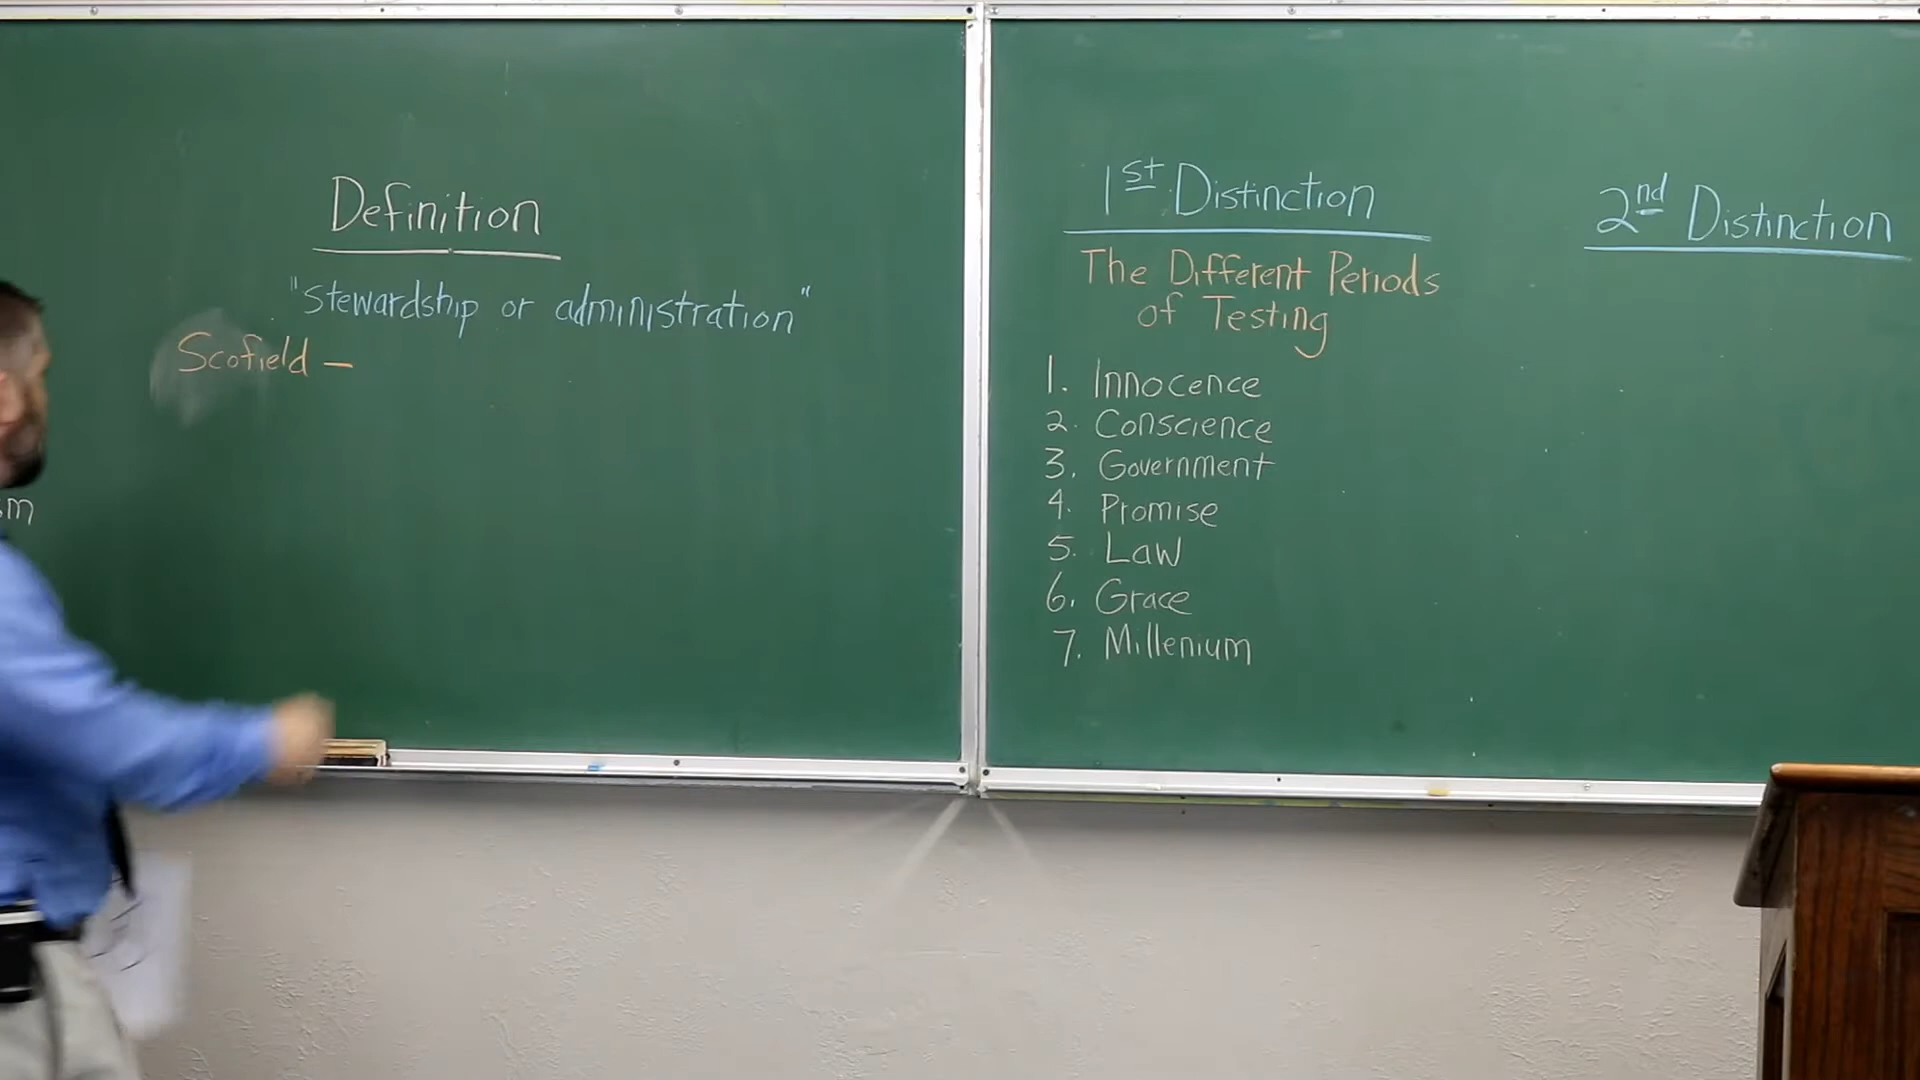 Definition
"stewardship or administration"
Scofield –
1st Distinction
The Different Periods
of Testing
1. Innocence
2. Conscience
3. Government
4. Promise
5. Law
6. Grace
7. Millenium
2nd Distinction